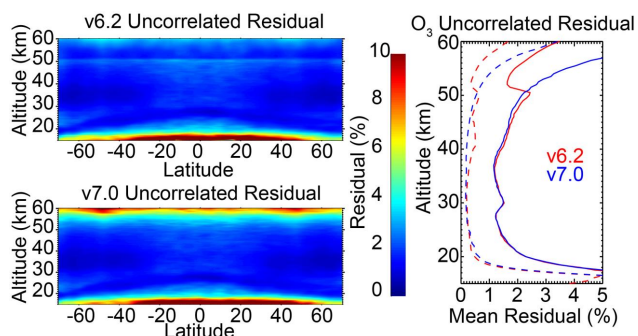 v6.2 Uncorrelated Residual
60
50
40
30
20
Altitude (km)
-60 -40 -20 0 20 40 60
Latitude
v7.0 Uncorrelated Residual
60
50
40
30
20
Altitude (km)
-60 -40 -20 0 20 40 60
Latitude
10
8
6
4
2
0
Residual (%)
O3 Uncorrelated Residual
60
50
40
30
20
Altitude (km)
v6.2
v7.0
0 1 2 3 4 5
Mean Residual (%)